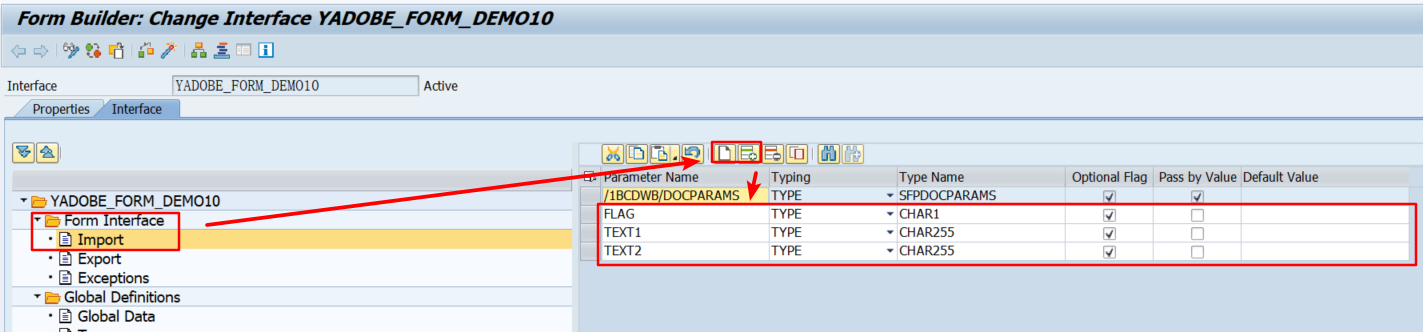 Form Builder: Change Interface YADOBE_FORM_DEMO10
Interface YADOBE_FORM_DEMO10 Active
Properties Interface
YADOBE_FORM_DEMO10
Form Interface
Import
Export
Exceptions
Global Definitions
Global Data
Parameter Name Typing Type Name Optional Flag Pass by Value Default Value
/1BCDWB/DOCPARAMS TYPE SFPDOCPARAMS
FLAG TYPE CHAR1
TEXT1 TYPE CHAR255
TEXT2 TYPE CHAR255